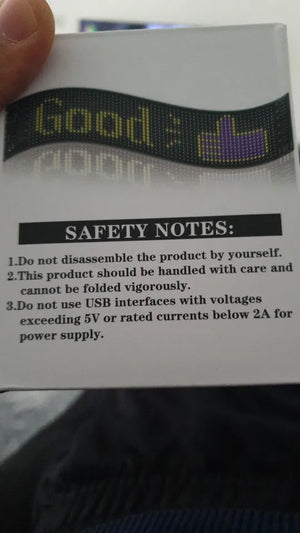 Good
SAFETY NOTES:
1.Do not disassemble the product by yourself.
2.This product should be handled with care and
cannot be folded vigorously.
3.Do not use USB interfaces with voltages
exceeding 5V or rated currents below 2A for
power supply.